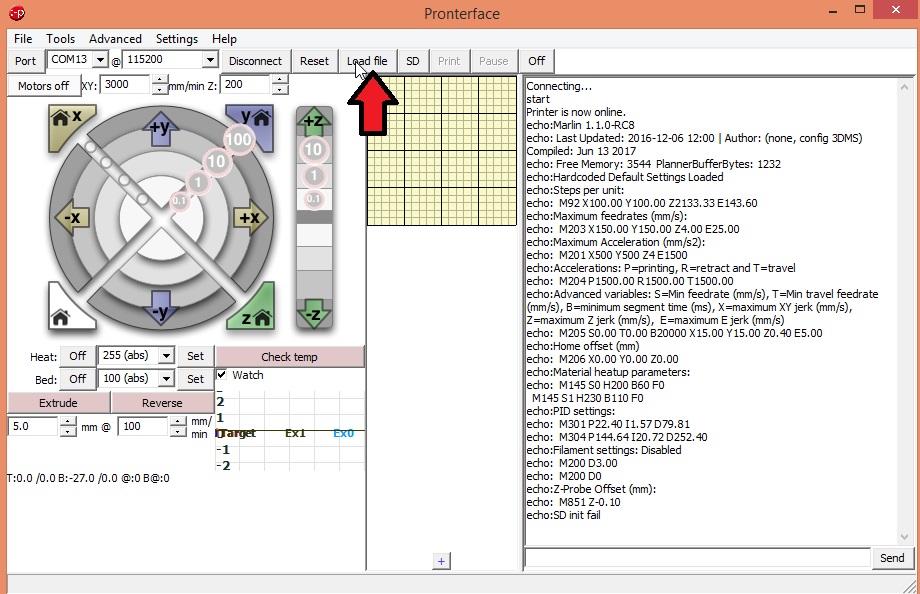 Pronterface
File Tools Advanced Settings Help
Port COM13 @ 115200 Disconnect Reset Load file SD Print Pause Off
Motors off XY: 3000 mm/min Z: 200
x
y
+y
100
10
1
0.1
-x
+x
-y
z
+z
10
1
0.1
-z
Heat: Off 255 (abs) Set Check temp
Bed: Off 100 (abs) Set Watch
Extrude Reverse
5.0 mm @ 100 mm/
min
2
1
0 Target Ex1 Ex0
-1
-2
T:0.0 /0.0 B:-27.0 /0.0 @:0 B@:0
+
Connecting...
start
Printer is now online.
echo:Marlin 1.1.0-RC8
echo: Last Updated: 2016-12-06 12:00 | Author: (none, config 3DMS)
Compiled: Jun 13 2017
echo: Free Memory: 3544 PlannerBufferBytes: 1232
echo:Hardcoded Default Settings Loaded
echo:Steps per unit:
echo: M92 X100.00 Y100.00 Z2133.33 E143.60
echo:Maximum feedrates (mm/s):
echo: M203 X150.00 Y150.00 Z4.00 E25.00
echo:Maximum Acceleration (mm/s2):
echo: M201 X500 Y500 Z4 E1500
echo:Accelerations: P=printing, R=retract and T=travel
echo: M204 P1500.00 R1500.00 T1500.00
echo:Advanced variables: S=Min feedrate (mm/s), T=Min travel feedrate
(mm/s), B=minimum segment time (ms), X=maximum XY jerk (mm/s),
Z=maximum Z jerk (mm/s), E=maximum E jerk (mm/s)
echo: M205 S0.00 T0.00 B20000 X15.00 Y15.00 Z0.40 E5.00
echo:Home offset (mm)
echo: M206 X0.00 Y0.00 Z0.00
echo:Material heatup parameters:
echo: M145 S0 H200 B60 F0
M145 S1 H230 B110 F0
echo:PID settings:
echo: M301 P22.40 I1.57 D79.81
echo: M304 P144.64 I20.72 D252.40
echo:Filament settings: Disabled
echo: M200 D3.00
echo: M200 D0
echo:Z-Probe Offset (mm):
echo: M851 Z-0.10
echo:SD init fail
Send